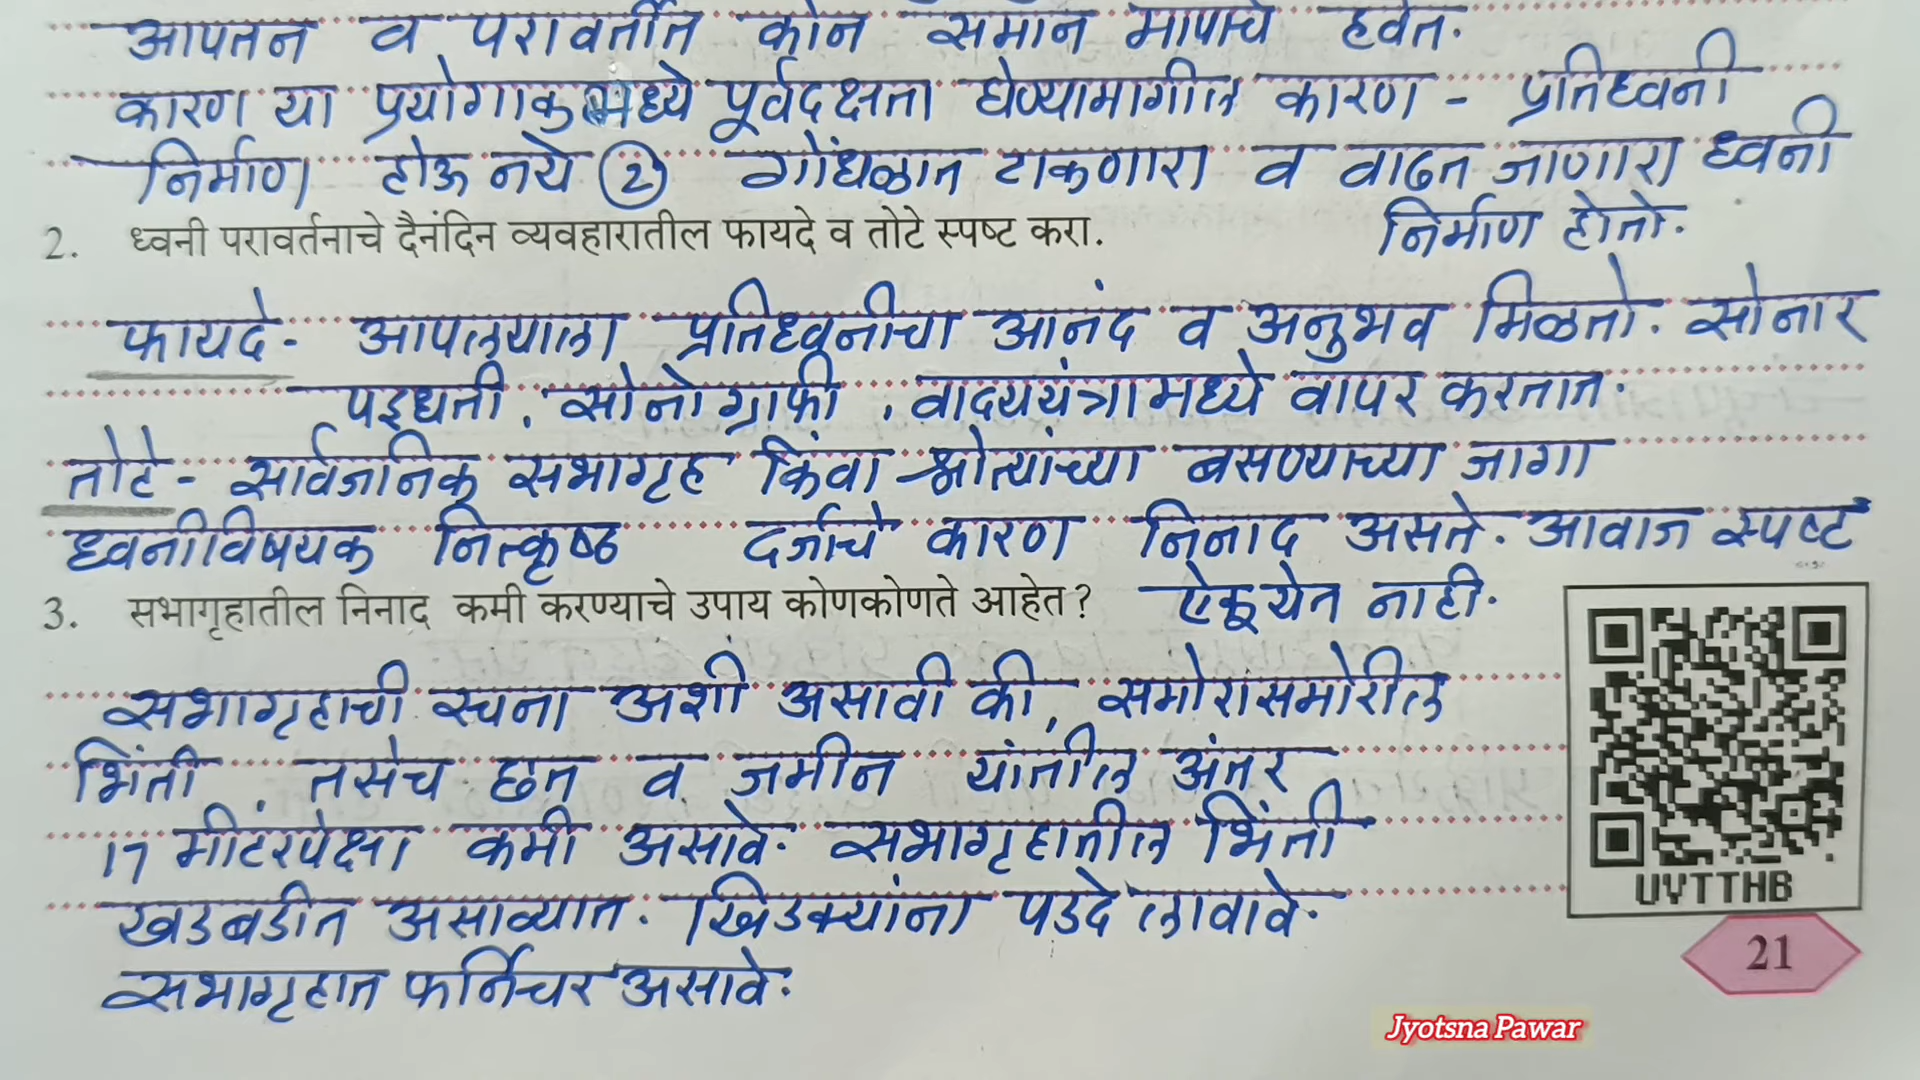 आपतन व परावर्तीत कोन समान मापाचे हवेत.
कारण या प्रयोगाकुमध्ये पूर्वदक्षता घेण्यामागील कारण - प्रतिध्वनी
निर्माण होऊ नये (2) गोंधळात टाकणारा व वाढत जाणारा ध्वनी
निर्माण होतो.
2. ध्वनी परावर्तनाचे दैनंदिन व्यवहारातील फायदे व तोटे स्पष्ट करा.
फायदे - आपल्याला प्रतिध्वनीचा आनंद व अनुभव मिळतो. सोनार
पद्धती, सोनोग्राफी, वाद्ययंत्रामध्ये वापर करतात.
तोटे - सार्वजनिक सभागृह किंवा श्रोत्यांच्या बसण्याच्या जागा
ध्वनीविषयक नित्कृष्ठ दर्जाचे कारण निनाद असते. आवाज स्पष्ट
ऐकू येत नाही.
3. सभागृहातील निनाद कमी करण्याचे उपाय कोणकोणते आहेत?
सभागृहाची रचना अशी असावी की, समोरासमोरील
भिंती, तसेच छत व जमीन यांतील अंतर
17 मीटरपेक्षा कमी असावे. सभागृहातील भिंती
खडबडीत असाव्यात. खिडक्यांना पडदे लावावे.
सभागृहात फर्निचर असावे.
UVTTHB
21
Jyotsna Pawar